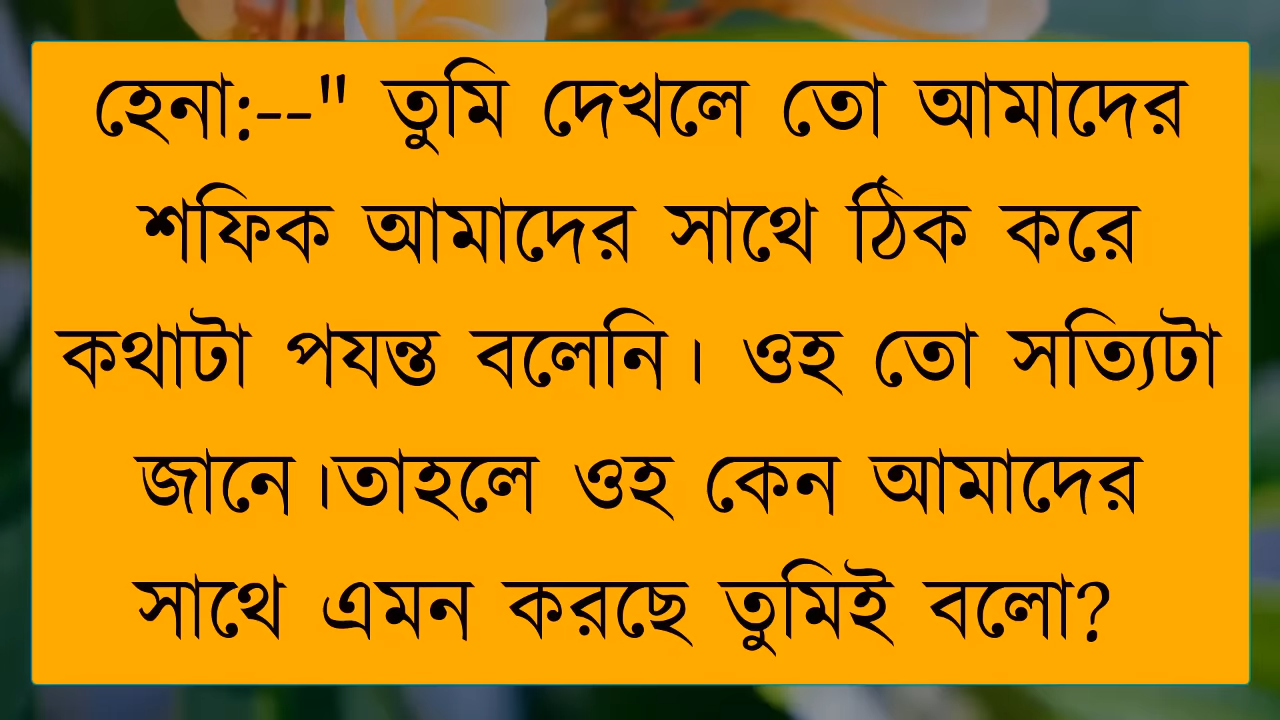 হেনা:--" তুমি দেখলে তো আমাদের
শফিক আমাদের সাথে ঠিক করে
কথাটা পযন্ত বলেনি। ওহ তো সত্যিটা
জানে।তাহলে ওহ কেন আমাদের
সাথে এমন করছে তুমিই বলো?